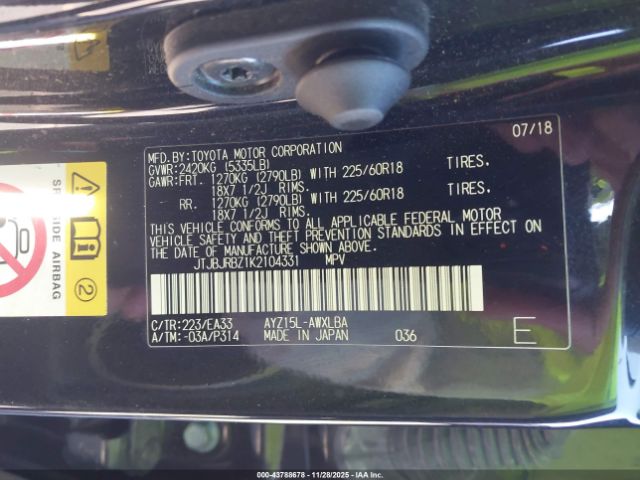 07/18
MFD.BY:TOYOTA MOTOR CORPORATION
GVWR:2420KG (5335LB)
GAWR:FRT. 1270KG (2790LB) WITH 225/60R18 TIRES.
18X7 1/2J RIMS.
RR. 1270KG (2790LB) WITH 225/60R18 TIRES.
18X7 1/2J RIMS.
THIS VEHICLE CONFORMS TO ALL APPLICABLE FEDERAL MOTOR
VEHICLE SAFETY AND THEFT PREVENTION STANDARDS IN EFFECT ON
THE DATE OF MANUFACTURE SHOWN ABOVE.
JTJBJRBZ1K2104331 MPV
C/TR:223/EA33 AYZ15L-AWXLBA
A/TM:-03A/P314 MADE IN JAPAN 036 E
SIDE AIRBAG
2
000-43788678 - 11/28/2025 - IAA Inc.